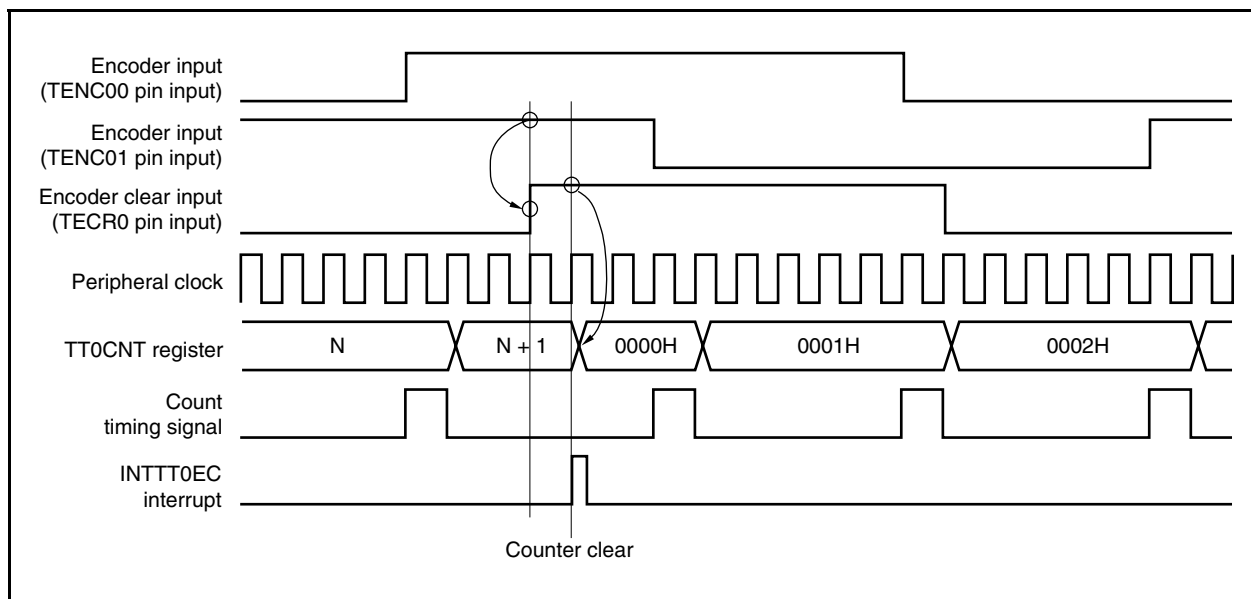 Encoder input
(TENC00 pin input)
Encoder input
(TENC01 pin input)
Encoder clear input
(TECR0 pin input)
Peripheral clock
TT0CNT register
N
N + 1
0000H
0001H
0002H
Count
timing signal
INTTT0EC
interrupt
Counter clear